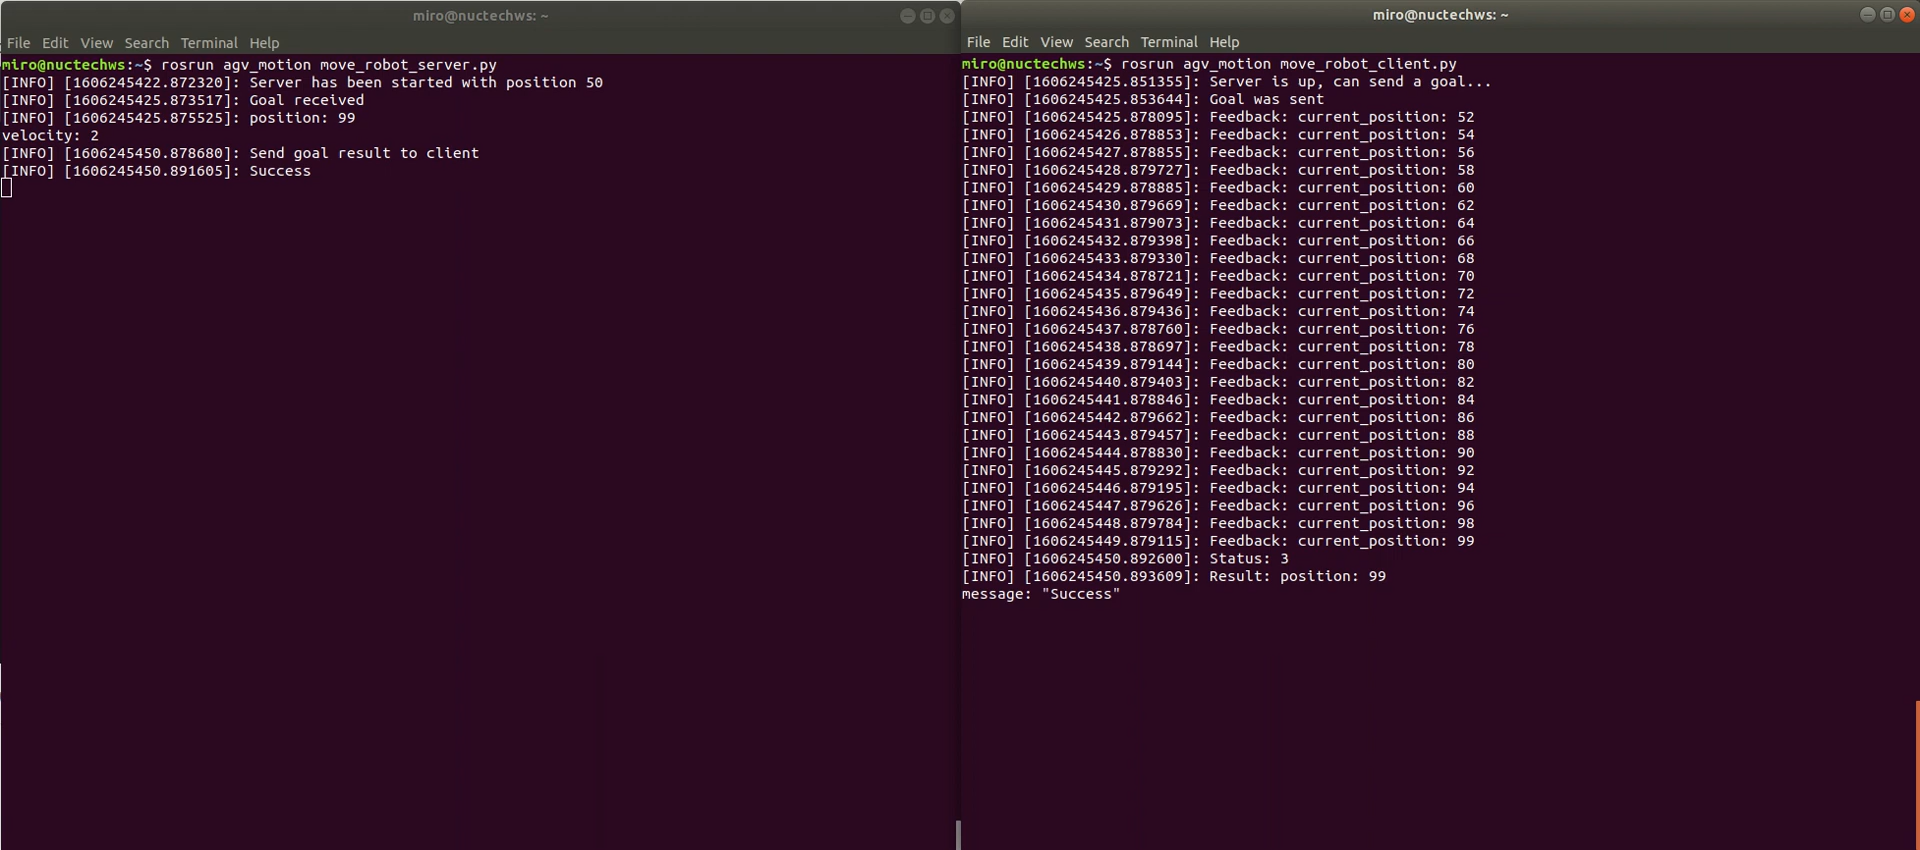 miro@nuctechws: ~
File Edit View Search Terminal Help
miro@nuctechws:~$ rosrun agv_motion move_robot_server.py
[INFO] [1606245422.872320]: Server has been started with position 50
[INFO] [1606245425.873517]: Goal received
[INFO] [1606245425.875525]: position: 99
velocity: 2
[INFO] [1606245450.878680]: Send goal result to client
[INFO] [1606245450.891605]: Success
miro@nuctechws: ~
File Edit View Search Terminal Help
miro@nuctechws:~$ rosrun agv_motion move_robot_client.py
[INFO] [1606245425.851355]: Server is up, can send a goal...
[INFO] [1606245425.853644]: Goal was sent
[INFO] [1606245425.878095]: Feedback: current_position: 52
[INFO] [1606245426.878853]: Feedback: current_position: 54
[INFO] [1606245427.878855]: Feedback: current_position: 56
[INFO] [1606245428.879727]: Feedback: current_position: 58
[INFO] [1606245429.878885]: Feedback: current_position: 60
[INFO] [1606245430.879669]: Feedback: current_position: 62
[INFO] [1606245431.879073]: Feedback: current_position: 64
[INFO] [1606245432.879398]: Feedback: current_position: 66
[INFO] [1606245433.879330]: Feedback: current_position: 68
[INFO] [1606245434.878721]: Feedback: current_position: 70
[INFO] [1606245435.879649]: Feedback: current_position: 72
[INFO] [1606245436.879436]: Feedback: current_position: 74
[INFO] [1606245437.878760]: Feedback: current_position: 76
[INFO] [1606245438.878697]: Feedback: current_position: 78
[INFO] [1606245439.879144]: Feedback: current_position: 80
[INFO] [1606245440.879403]: Feedback: current_position: 82
[INFO] [1606245441.878846]: Feedback: current_position: 84
[INFO] [1606245442.879662]: Feedback: current_position: 86
[INFO] [1606245443.879457]: Feedback: current_position: 88
[INFO] [1606245444.878830]: Feedback: current_position: 90
[INFO] [1606245445.879292]: Feedback: current_position: 92
[INFO] [1606245446.879195]: Feedback: current_position: 94
[INFO] [1606245447.879626]: Feedback: current_position: 96
[INFO] [1606245448.879784]: Feedback: current_position: 98
[INFO] [1606245449.879115]: Feedback: current_position: 99
[INFO] [1606245450.892600]: Status: 3
[INFO] [1606245450.893609]: Result: position: 99
message: "Success"